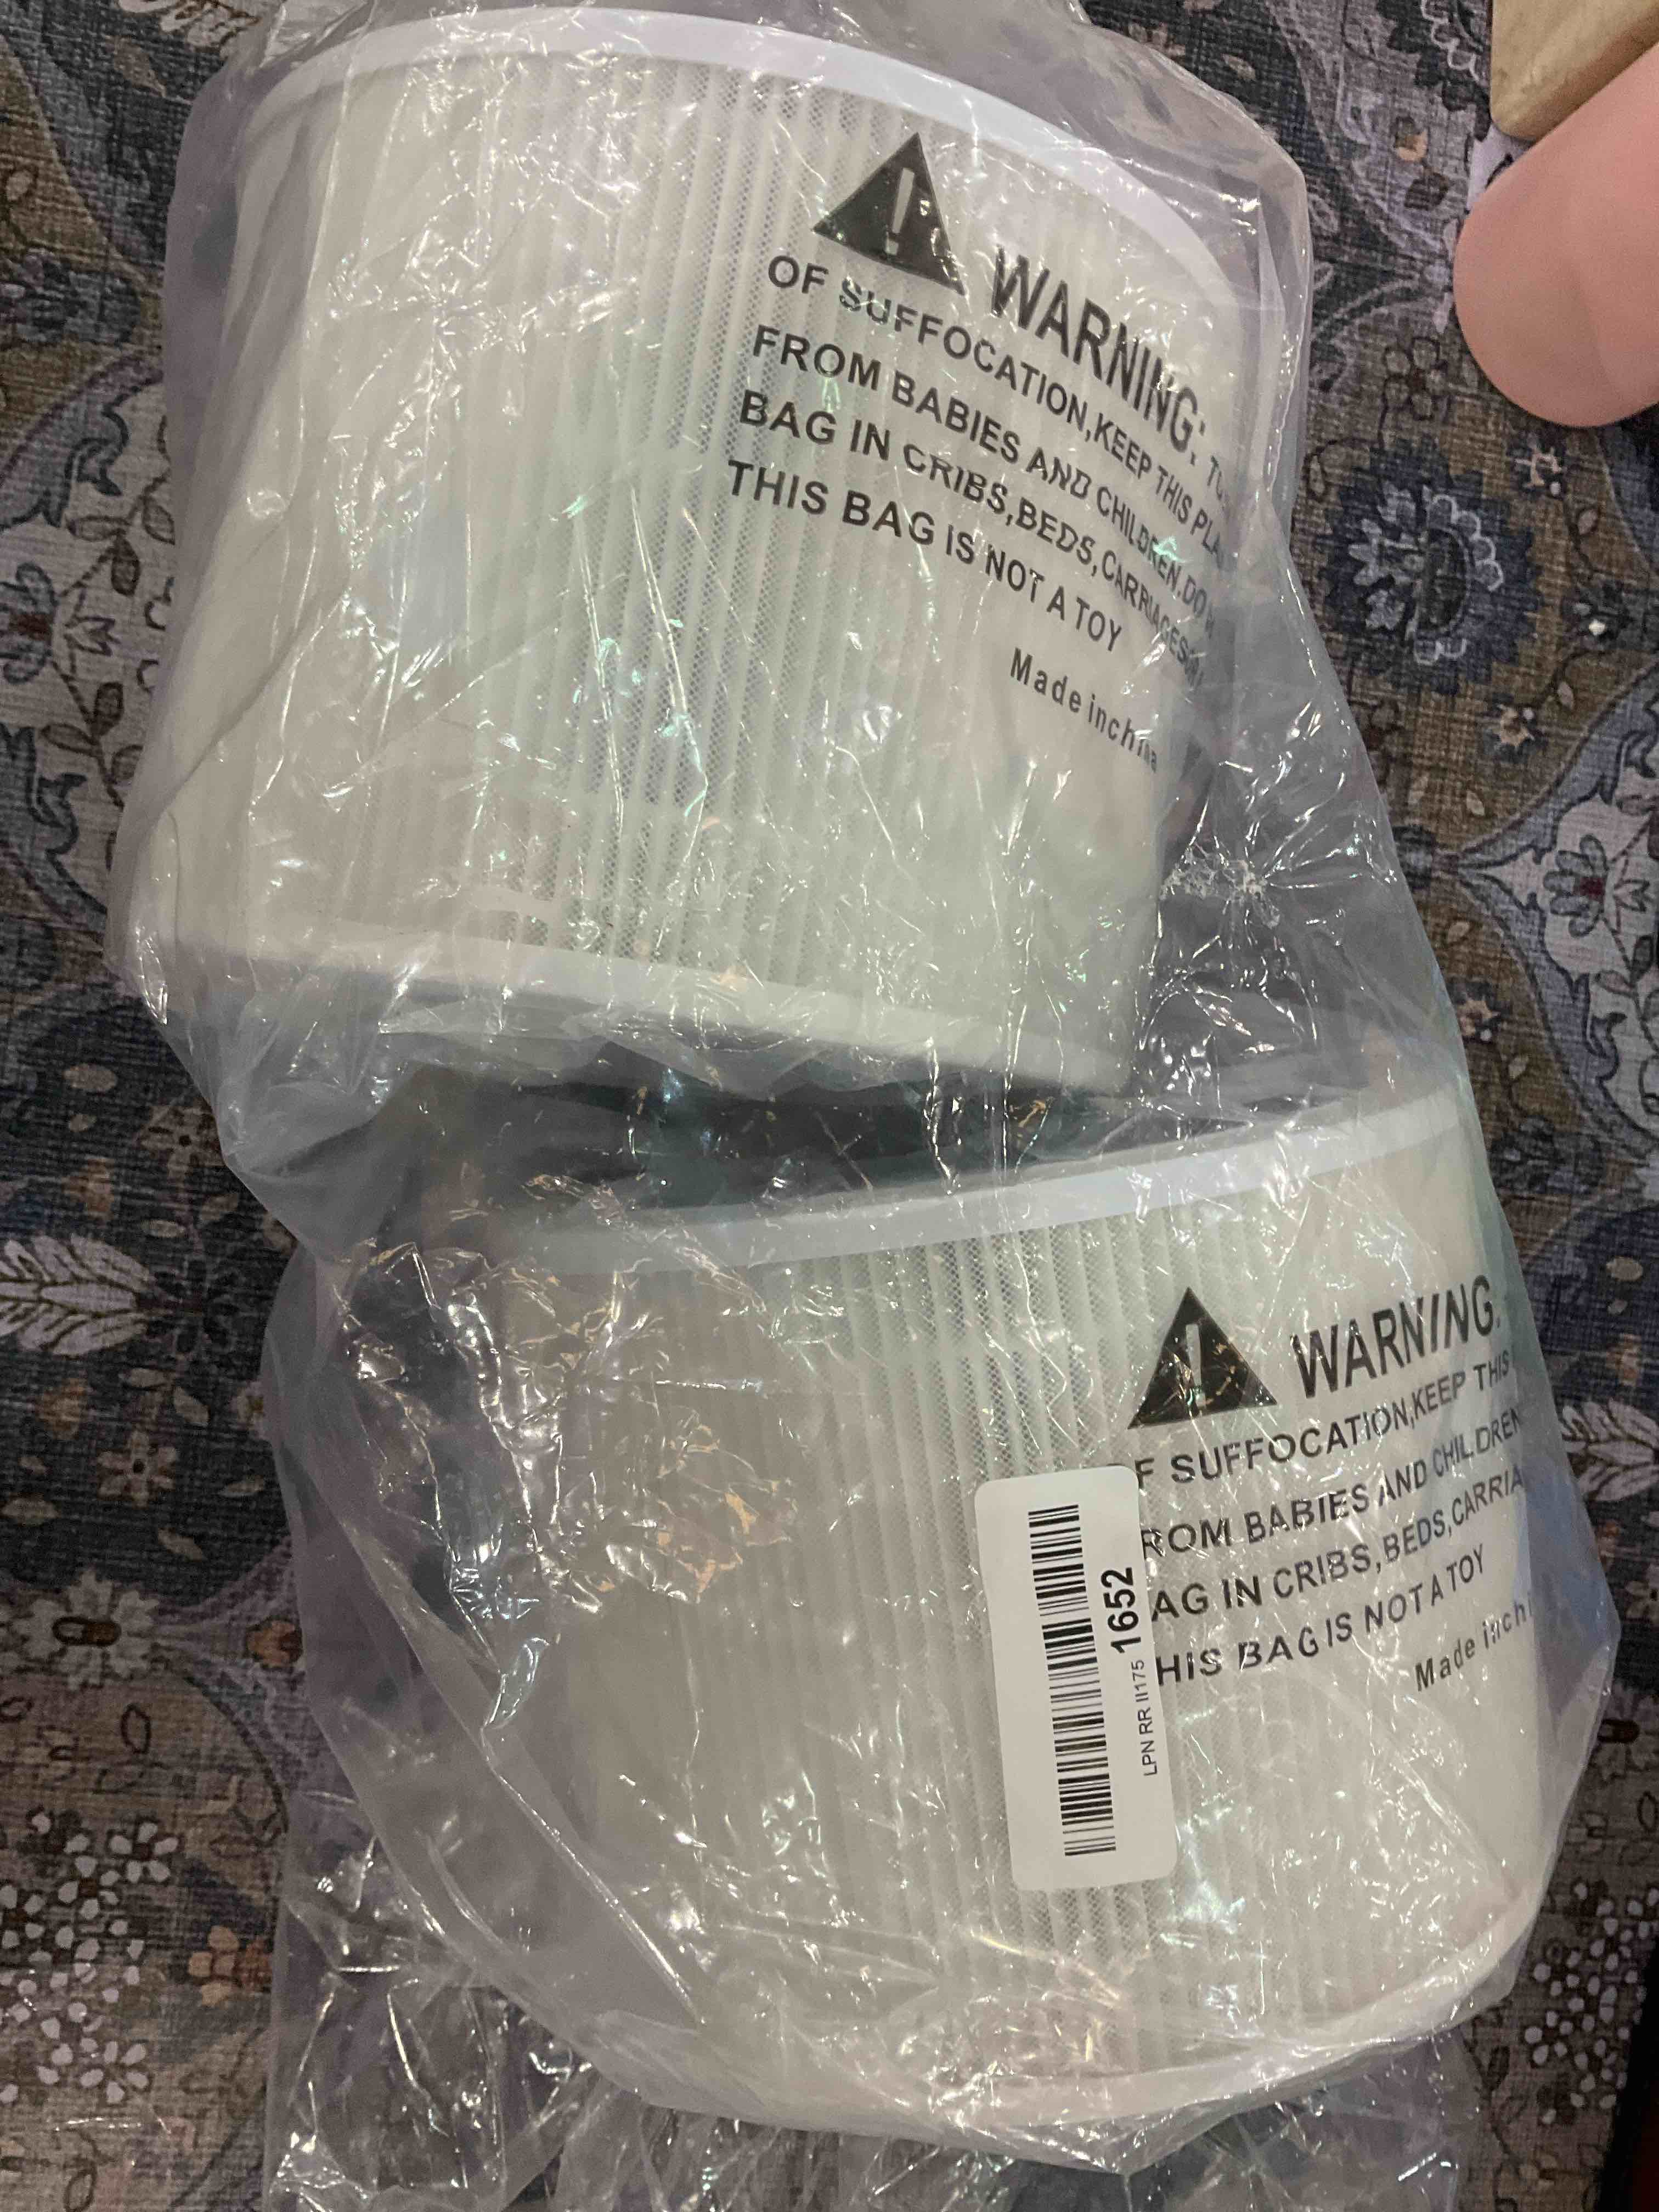 WARNING:
OF SUFFOCATION,KEEP THIS
FROM BABIES AND CHILDREN.DO
BAG IN CRIBS,BEDS,CARRIAGES
THIS BAG IS NOT A TOY
Made inchina
WARNING.
F SUFFOCATION,KEEP THIS
ROM BABIES AND CHILDREN
AG IN CRIBS,BEDS,CARRIA
HIS BAG IS NOT A TOY
Made inchi
LPN RR II175 1652